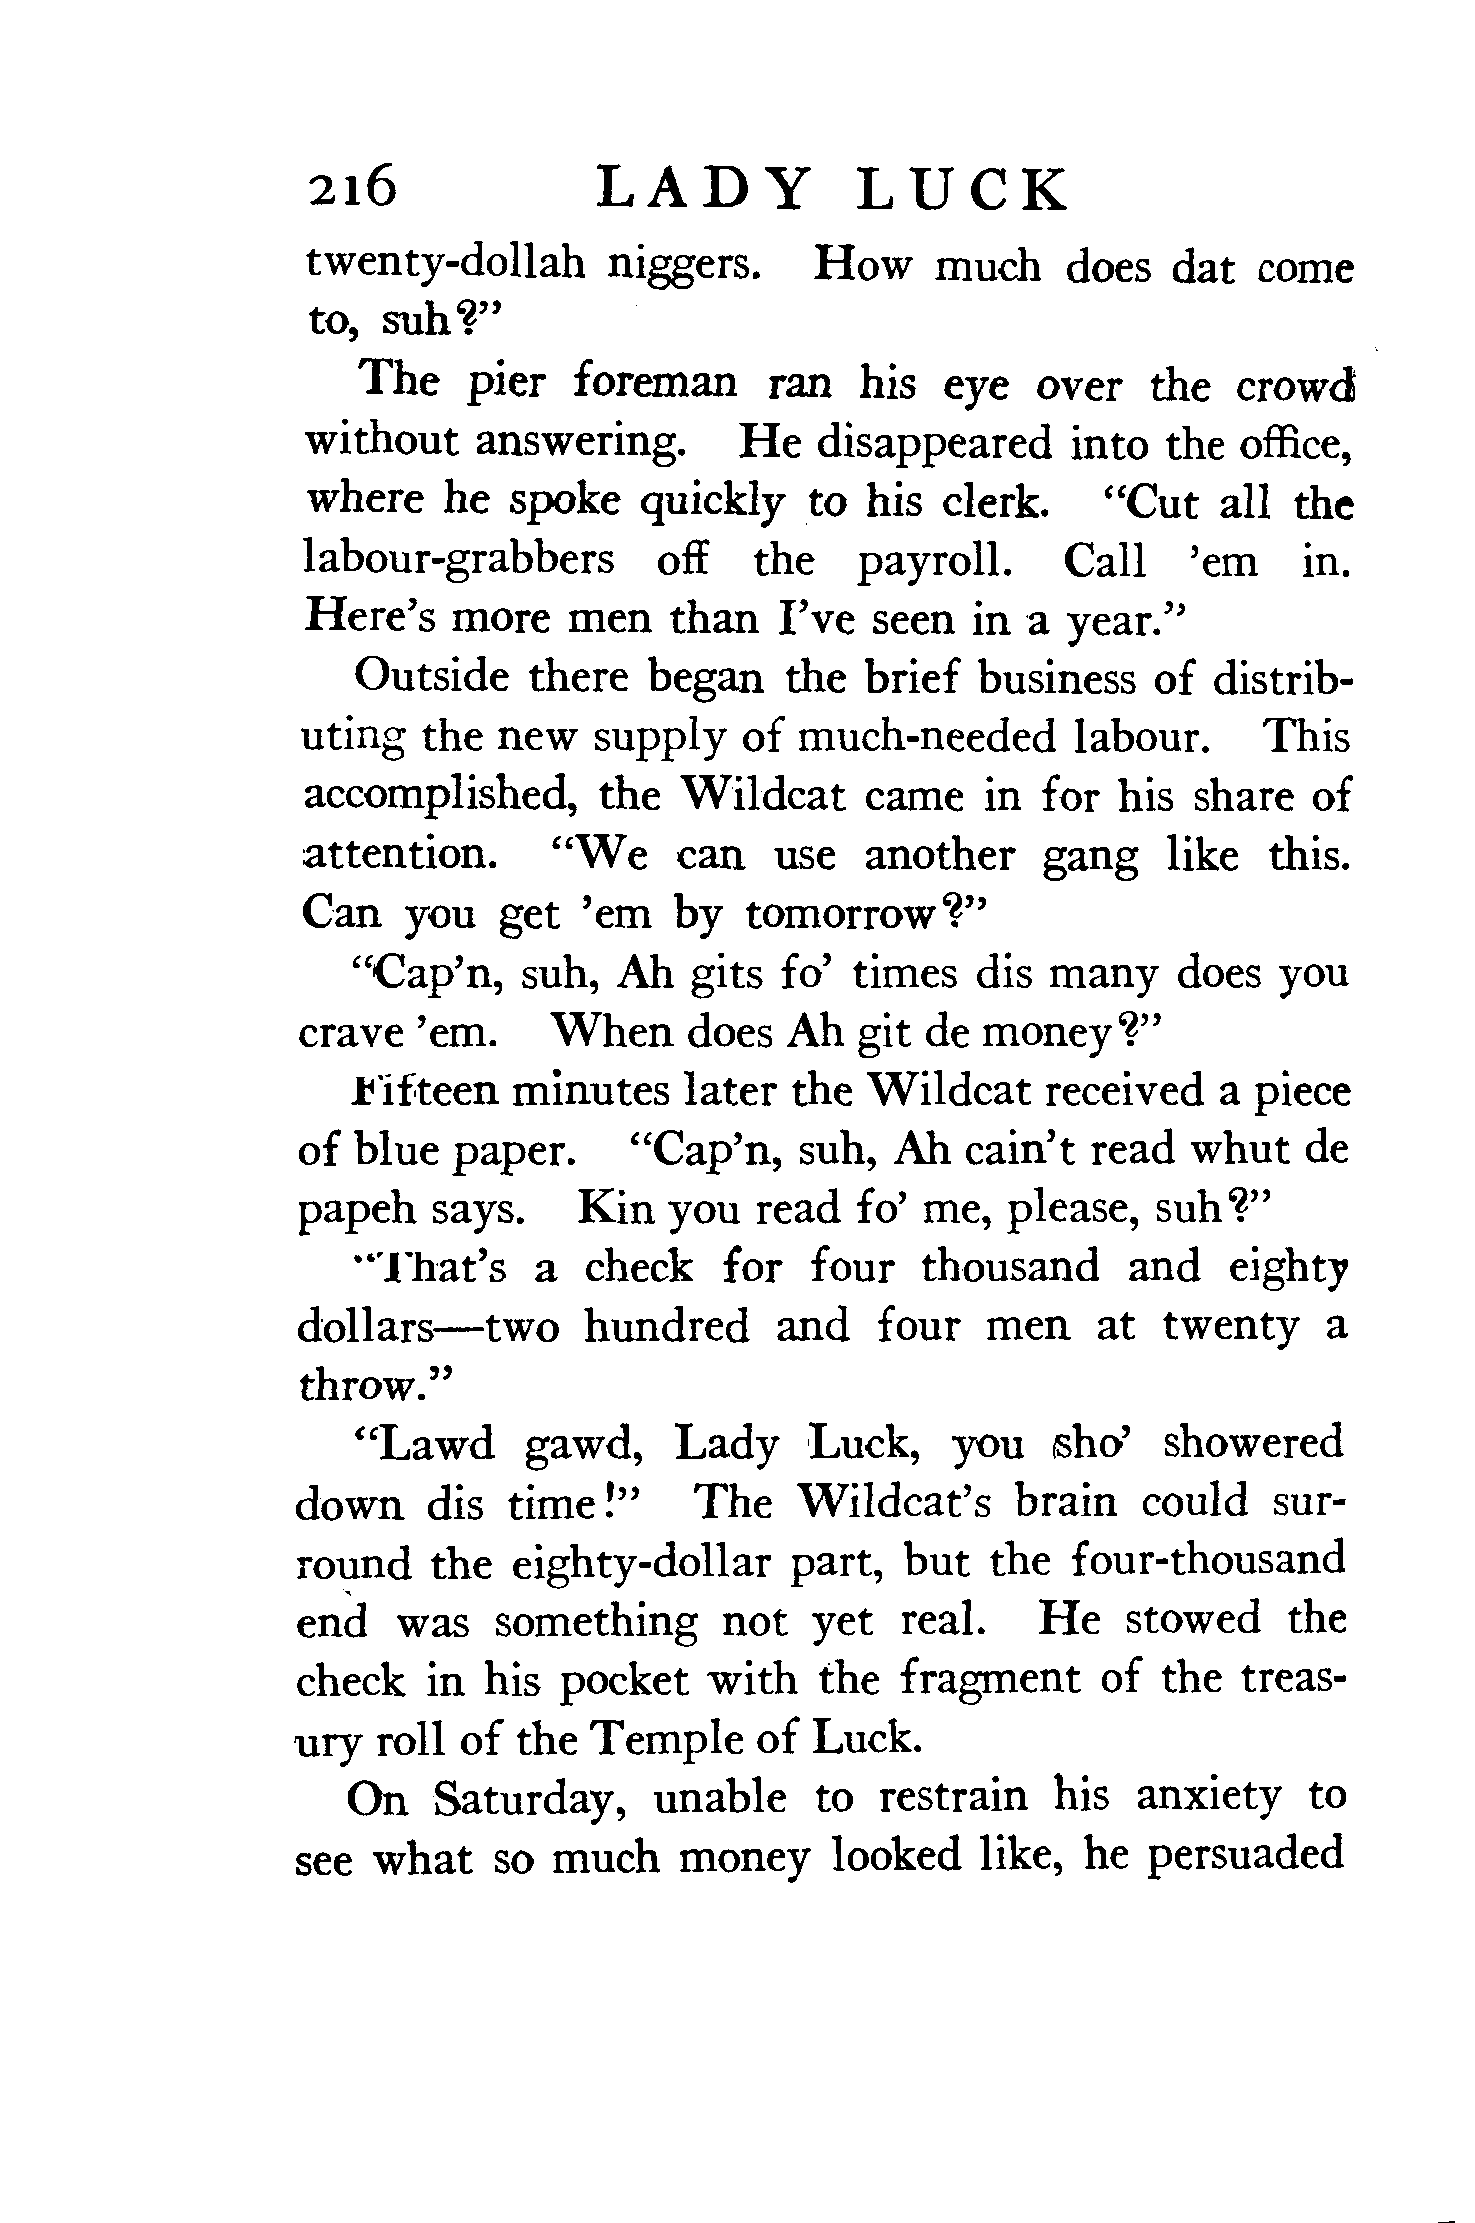 216 LADY LUCK
twenty-dollah niggers. How much does dat come
to, suh?”
The pier foreman ran his eye over the crowd
without answering. He disappeared into the office,
where he spoke quickly to his clerk. “Cut all the
labour-grabbers off the payroll. Call ’em in.
Here’s more men than I’ve seen in a year.”
Outside there began the brief business of distrib-
uting the new supply of much-needed labour. This
accomplished, the Wildcat came in for his share of
attention. “We can use another gang like this.
Can you get ’em by tomorrow?”
“Cap’n, suh, Ah gits fo’ times dis many does you
crave ’em. When does Ah git de money?”
Fifteen minutes later the Wildcat received a piece
of blue paper. “Cap’n, suh, Ah cain’t read whut de
papeh says. Kin you read fo’ me, please, suh?”
“That’s a check for four thousand and eighty
dollars—two hundred and four men at twenty a
throw.”
“Lawd gawd, Lady Luck, you sho’ showered
down dis time!” The Wildcat’s brain could sur-
round the eighty-dollar part, but the four-thousand
end was something not yet real. He stowed the
check in his pocket with the fragment of the treas-
ury roll of the Temple of Luck.
On Saturday, unable to restrain his anxiety to
see what so much money looked like, he persuaded